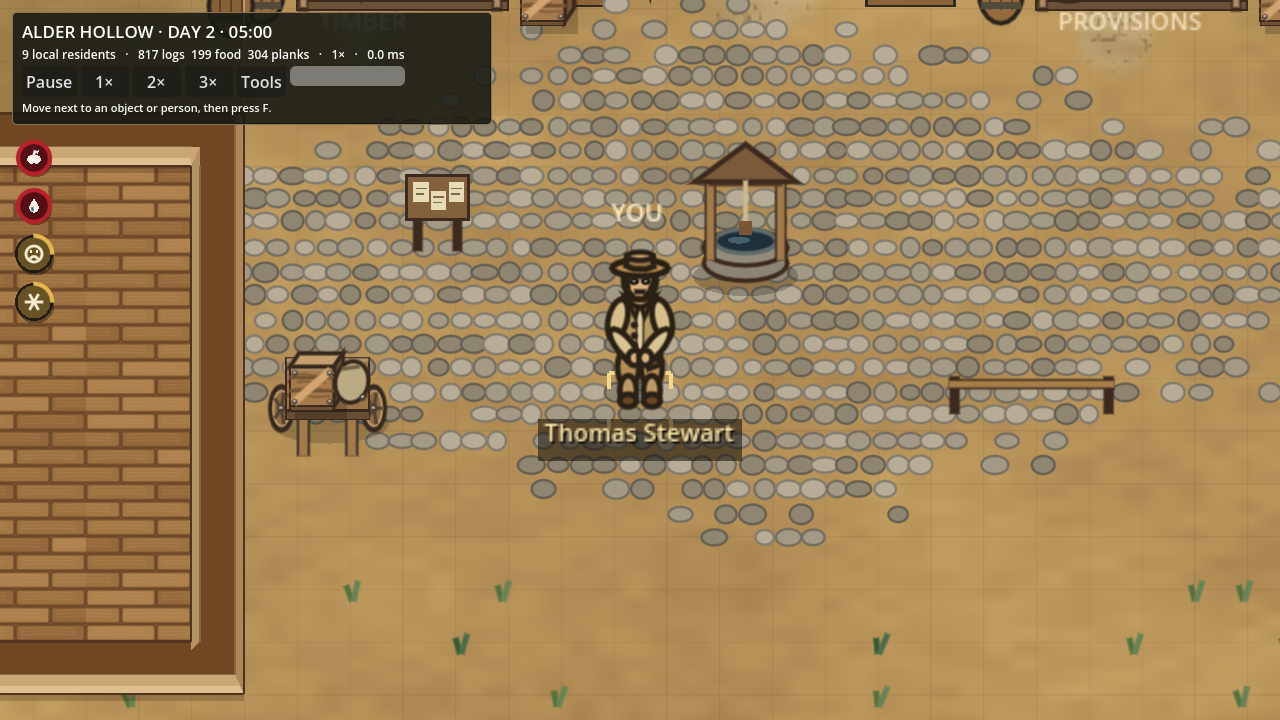 TIMBER
PROVISIONS
ALDER HOLLOW · DAY 2 · 05:00
9 local residents · 817 logs 199 food 304 planks · 1× · 0.0 ms
Pause 1× 2× 3× Tools
Move next to an object or person, then press F.
YOU
Thomas Stewart